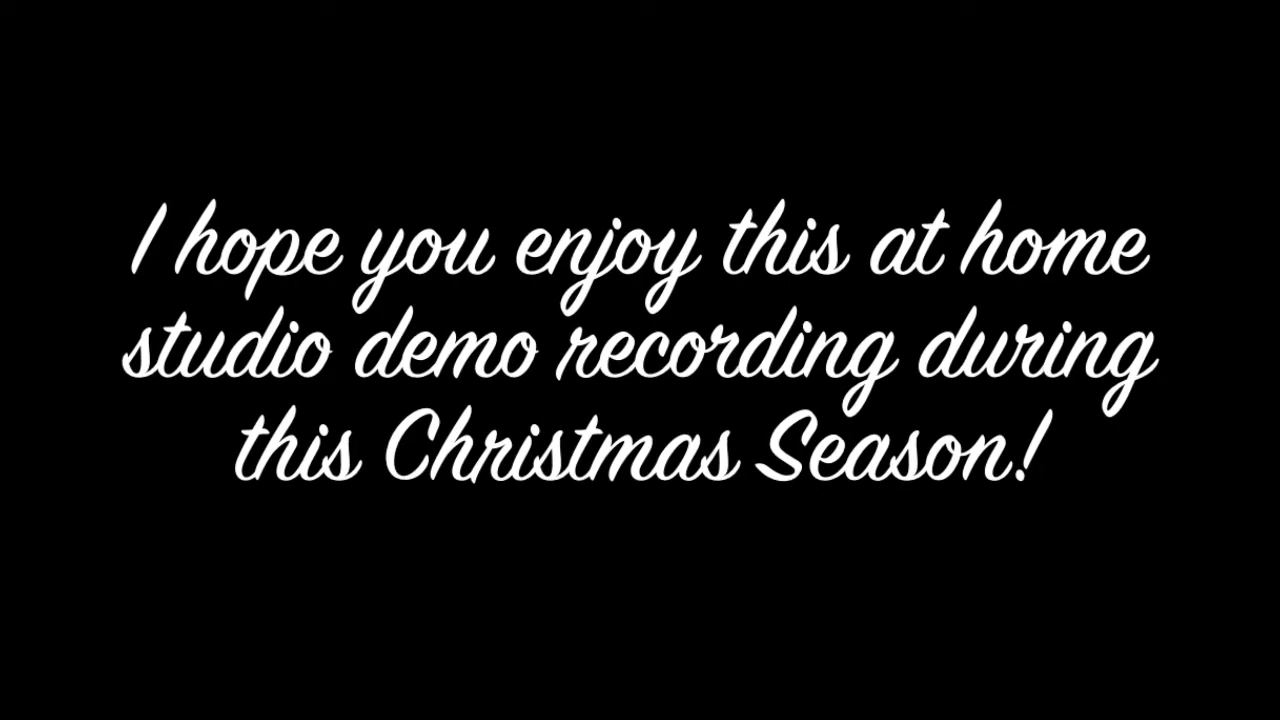 I hope you enjoy this at home
studio demo recording during
this Christmas Season!